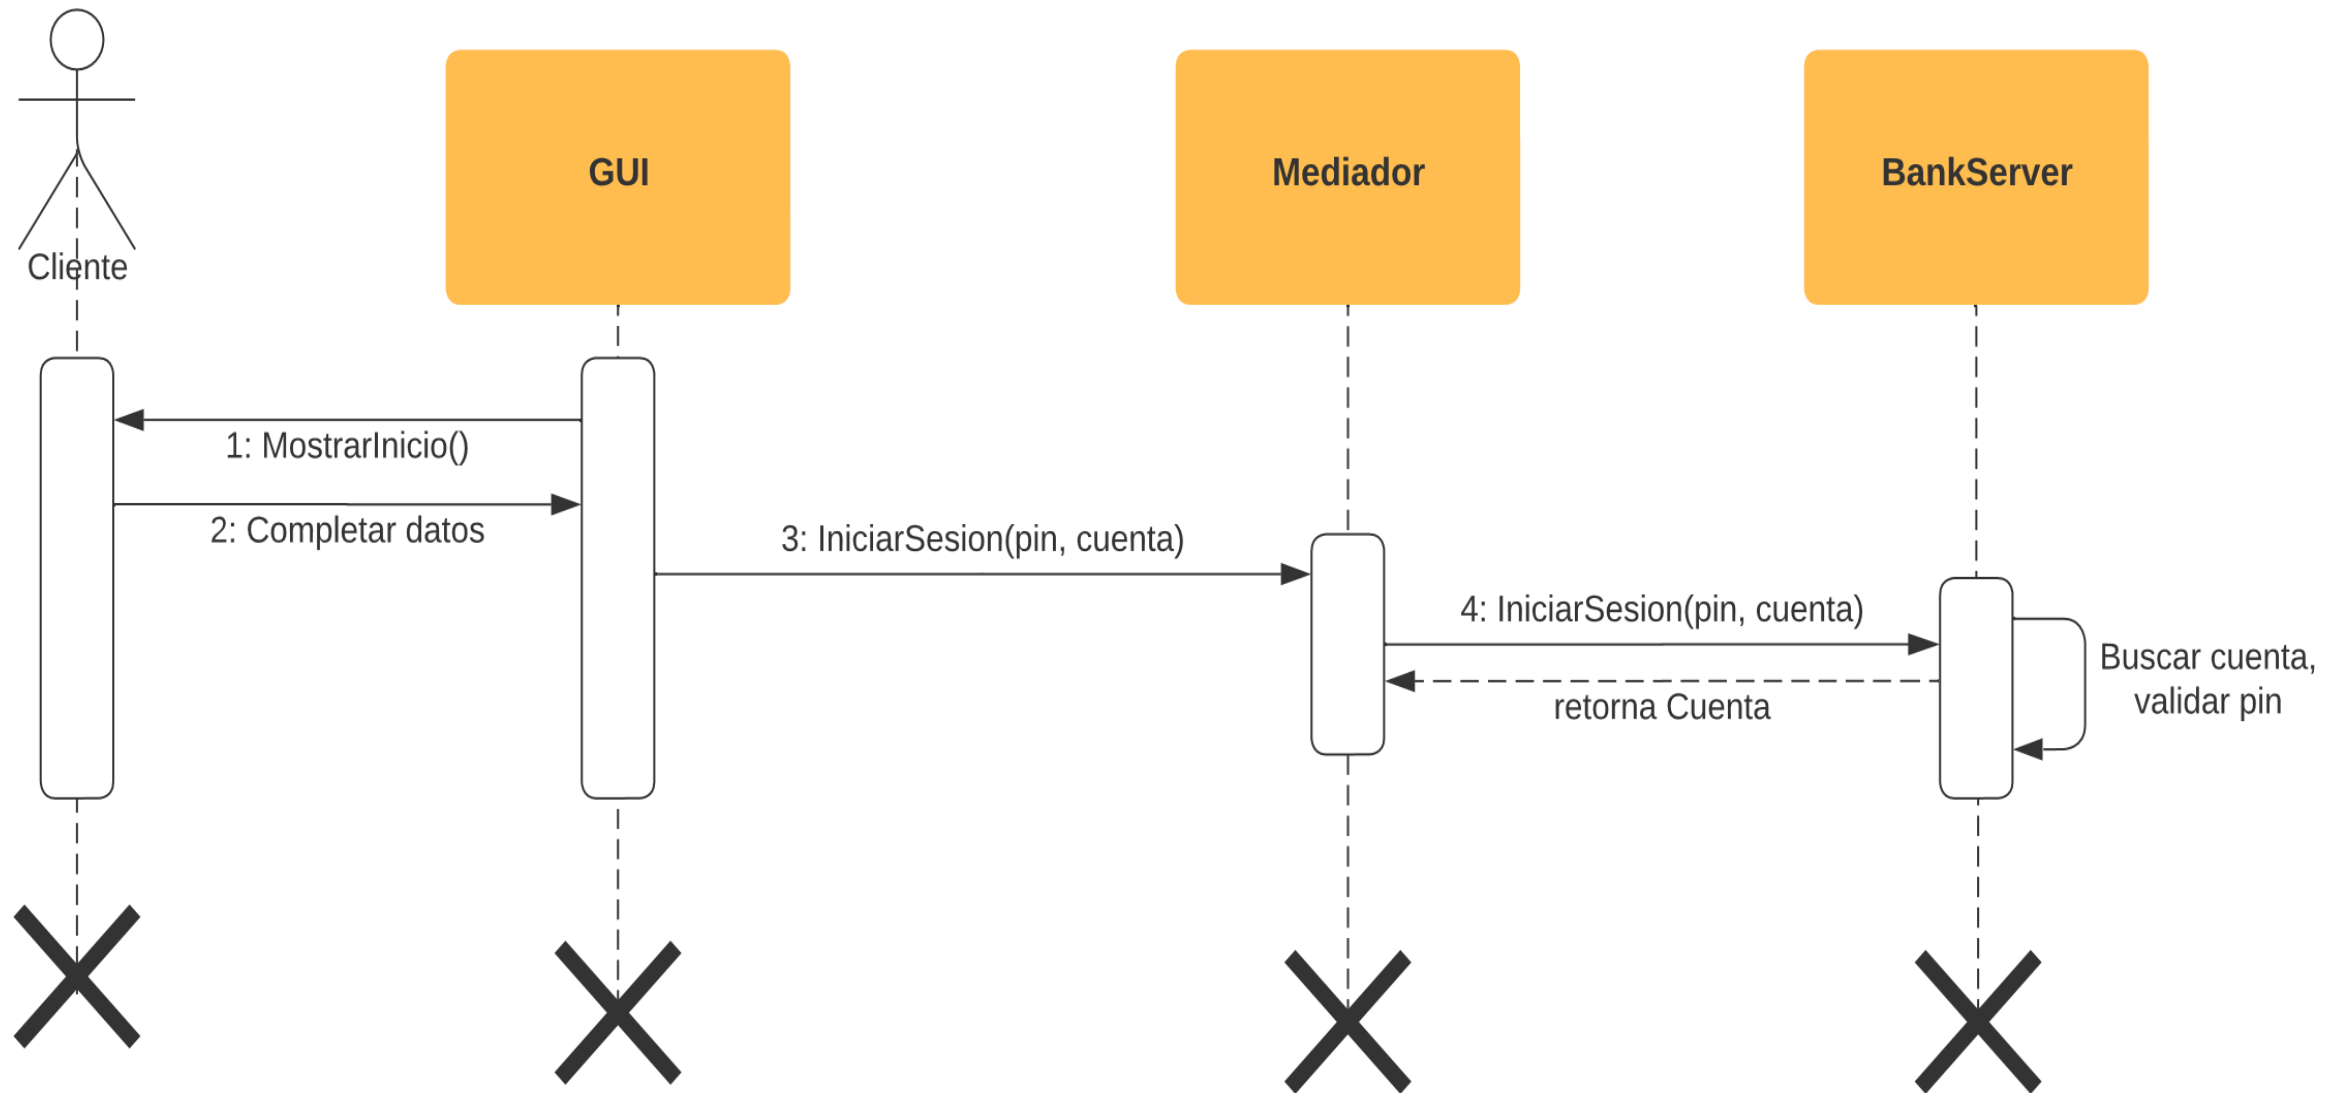 GUI
Mediador
BankServer
Cliente
1: MostrarInicio()
2: Completar datos
3: IniciarSesion(pin, cuenta)
4: IniciarSesion(pin, cuenta)
Buscar cuenta,
validar pin
retorna Cuenta